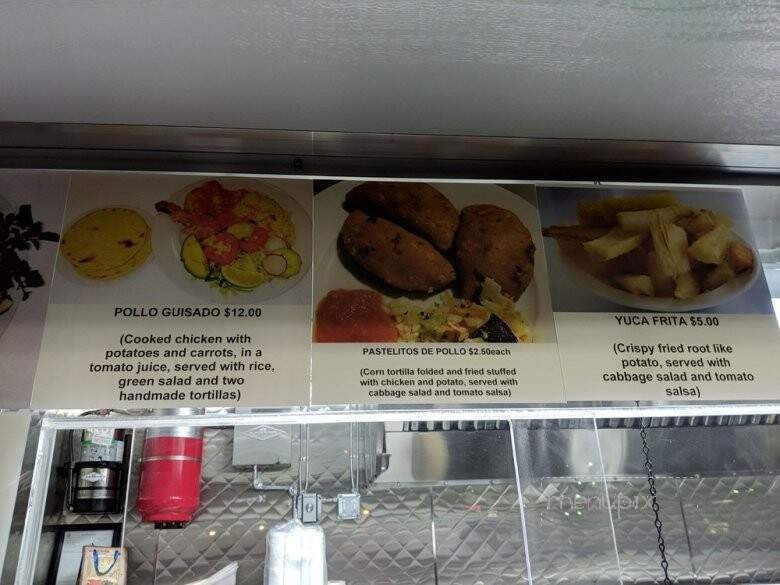 POLLO GUISADO $12.00
(Cooked chicken with
potatoes and carrots, in a
tomato juice, served with rice,
green salad and two
handmade tortillas)
PASTELITOS DE POLLO $2.50each
(Corn tortilla folded and fried stuffed
with chicken and potato, served with
cabbage salad and tomato salsa)
YUCA FRITA $5.00
(Crispy fried root like
potato, served with
cabbage salad and tomato
salsa)
menupix